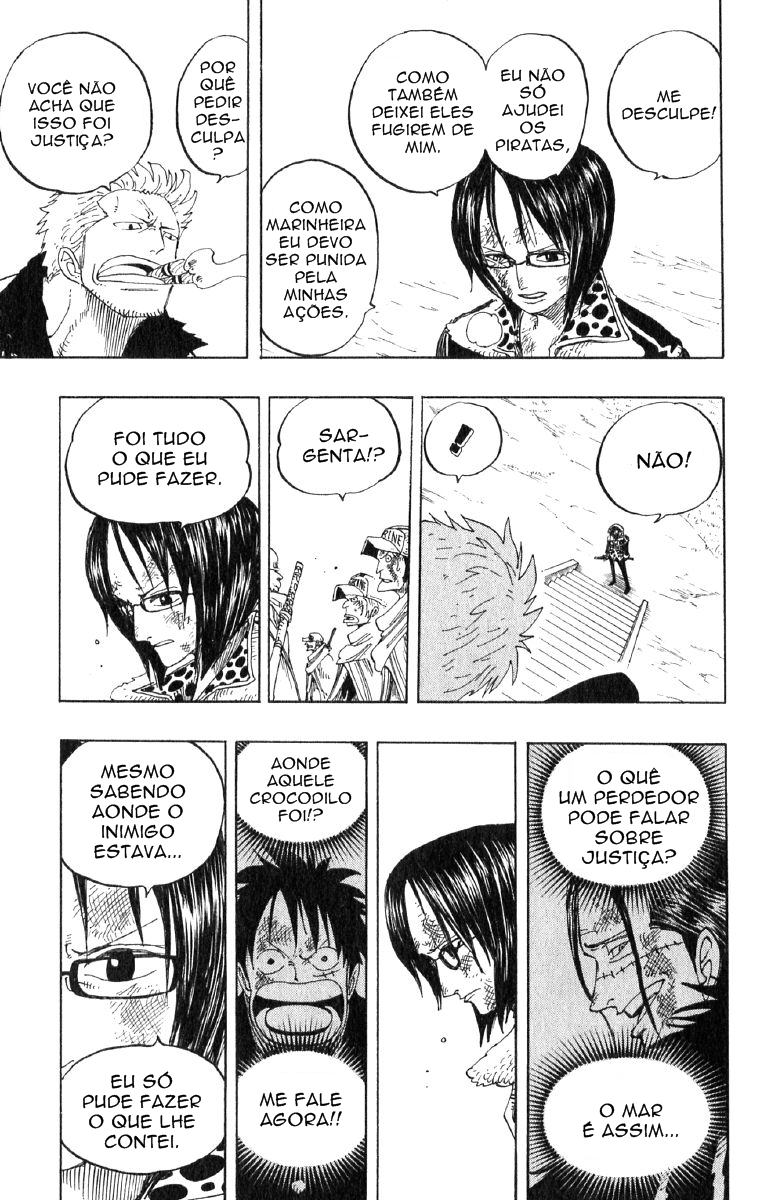 ME
DESCULPE!
EU NÃO
SÓ
AJUDEI
OS
PIRATAS,
COMO
TAMBÉM
DEIXEI ELES
FUGIREM DE
MIM.
COMO
MARINHEIRA
EU DEVO
SER PUNIDA
PELA
MINHAS
AÇÕES.
POR
QUÊ
PEDIR
DES-
CULPA
?
VOCÊ NÃO
ACHA QUE
ISSO FOI
JUSTIÇA?
NÃO!
!!
SAR-
GENTA!?
RINE
FOI TUDO
O QUE EU
PUDE FAZER.
O QUÊ
UM PERDEDOR
PODE FALAR
SOBRE
JUSTIÇA?
O MAR
É ASSIM...
AONDE
AQUELE
CROCODILO
FOI!?
ME FALE
AGORA!!
MESMO
SABENDO
AONDE O
INIMIGO
ESTAVA...
EU SÓ
PUDE FAZER
O QUE LHE
CONTEI.